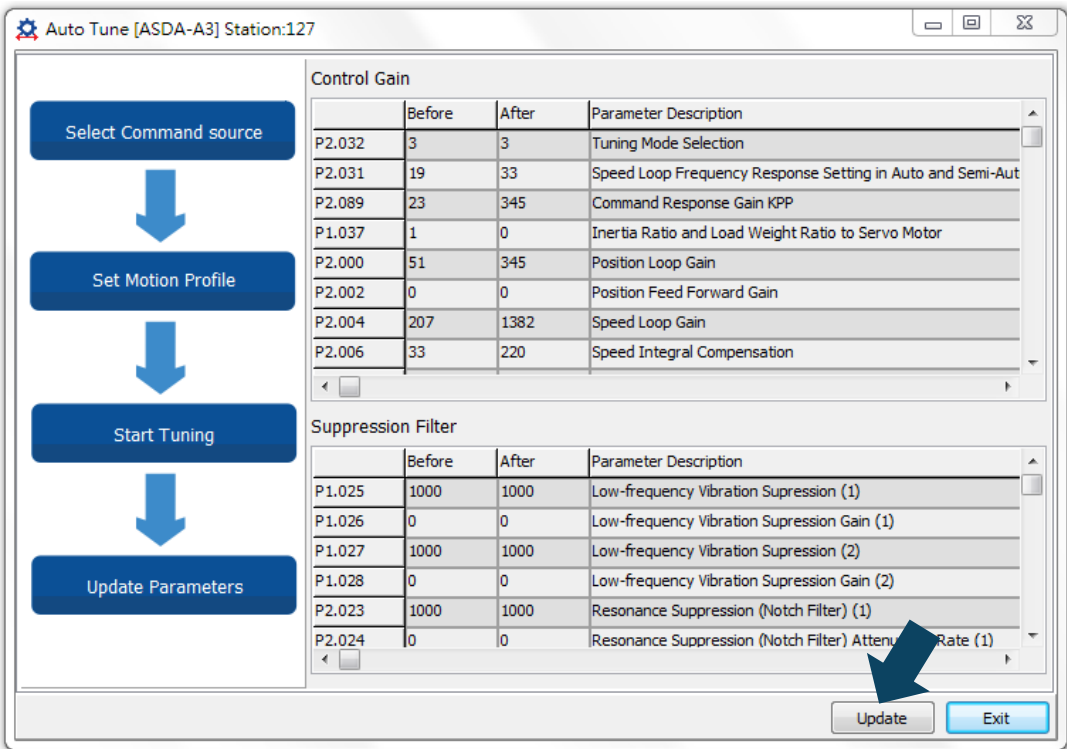 Auto Tune [ASDA-A3] Station:127
Select Command source
Set Motion Profile
Start Tuning
Update Parameters
Control Gain
Before After Parameter Description
P2.032 3 3 Tuning Mode Selection
P2.031 19 33 Speed Loop Frequency Response Setting in Auto and Semi-Aut
P2.089 23 345 Command Response Gain KPP
P1.037 1 0 Inertia Ratio and Load Weight Ratio to Servo Motor
P2.000 51 345 Position Loop Gain
P2.002 0 0 Position Feed Forward Gain
P2.004 207 1382 Speed Loop Gain
P2.006 33 220 Speed Integral Compensation
Suppression Filter
Before After Parameter Description
P1.025 1000 1000 Low-frequency Vibration Supression (1)
P1.026 0 0 Low-frequency Vibration Supression Gain (1)
P1.027 1000 1000 Low-frequency Vibration Supression (2)
P1.028 0 0 Low-frequency Vibration Supression Gain (2)
P2.023 1000 1000 Resonance Suppression (Notch Filter) (1)
P2.024 0 0 Resonance Suppression (Notch Filter) Rate (1)
Update Exit